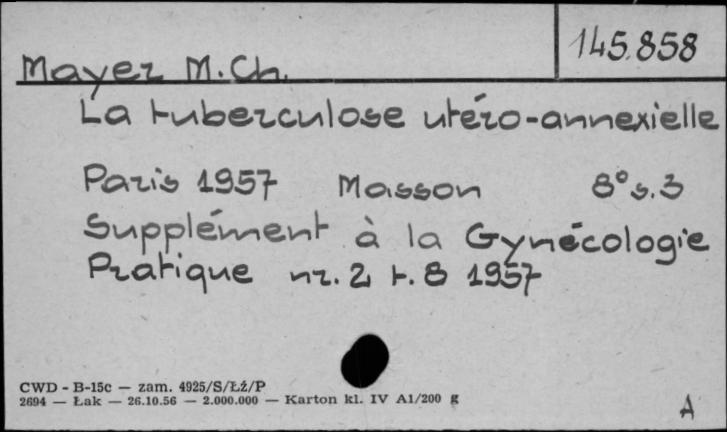 145.858
Mayer M.Ch.
La tuberculose utéro-annexielle
Paris 1957 Masson 8° s.3
Supplément à la Gynécologie
Pratique nr. 2 t. 8 1957
CWD - B-15c — zam. 4925/S/Łź/P
2694 — Łak — 26.10.56 — 2.000.000 — Karton kl. IV A1/200 g
A